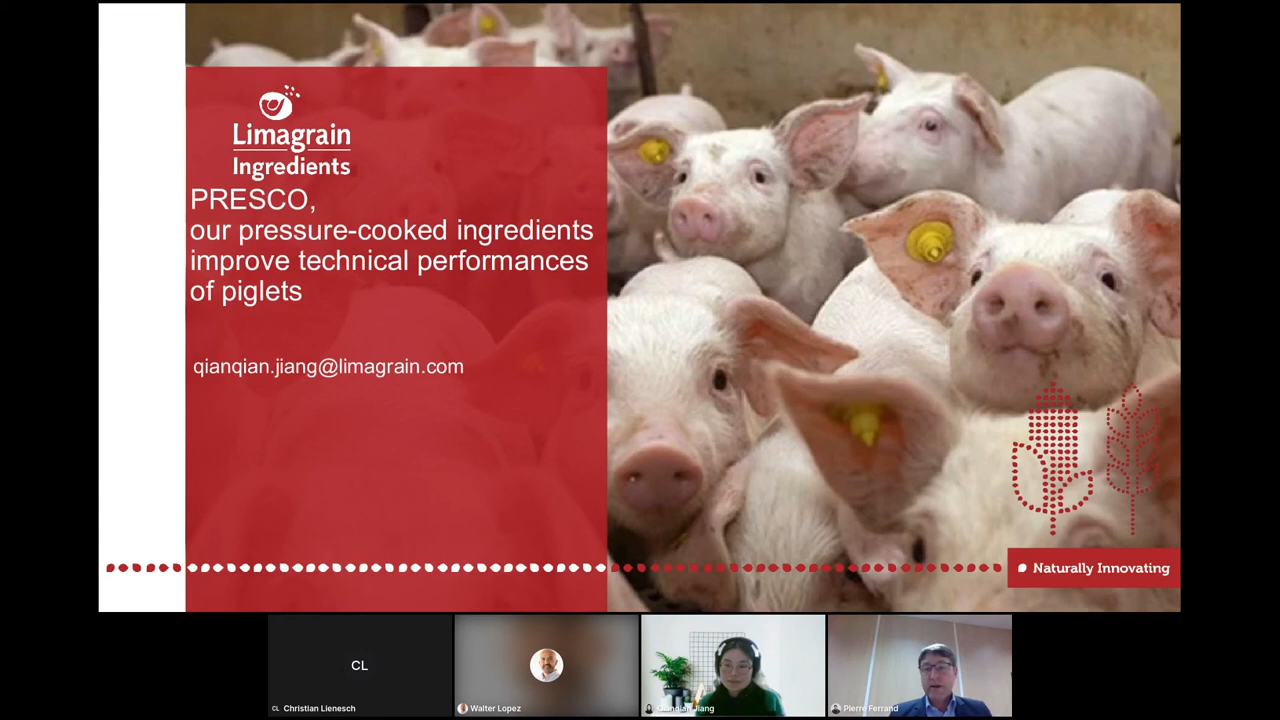 Limagrain
Ingredients
PRESCO,
our pressure-cooked ingredients
improve technical performances
of piglets
qianqian.jiang@limagrain.com
Naturally Innovating
CL
CL Christian Lienesch
Walter Lopez
Qianqian Jiang
Pierre Ferrand